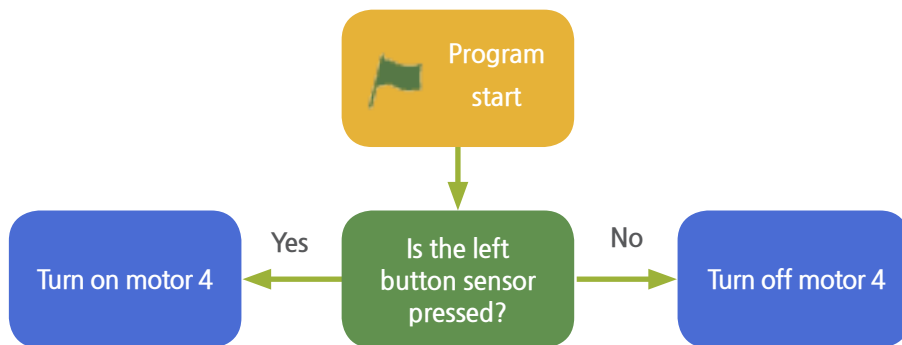 Program
start
Yes
No
Turn on motor 4
Is the left
button sensor
pressed?
Turn off motor 4